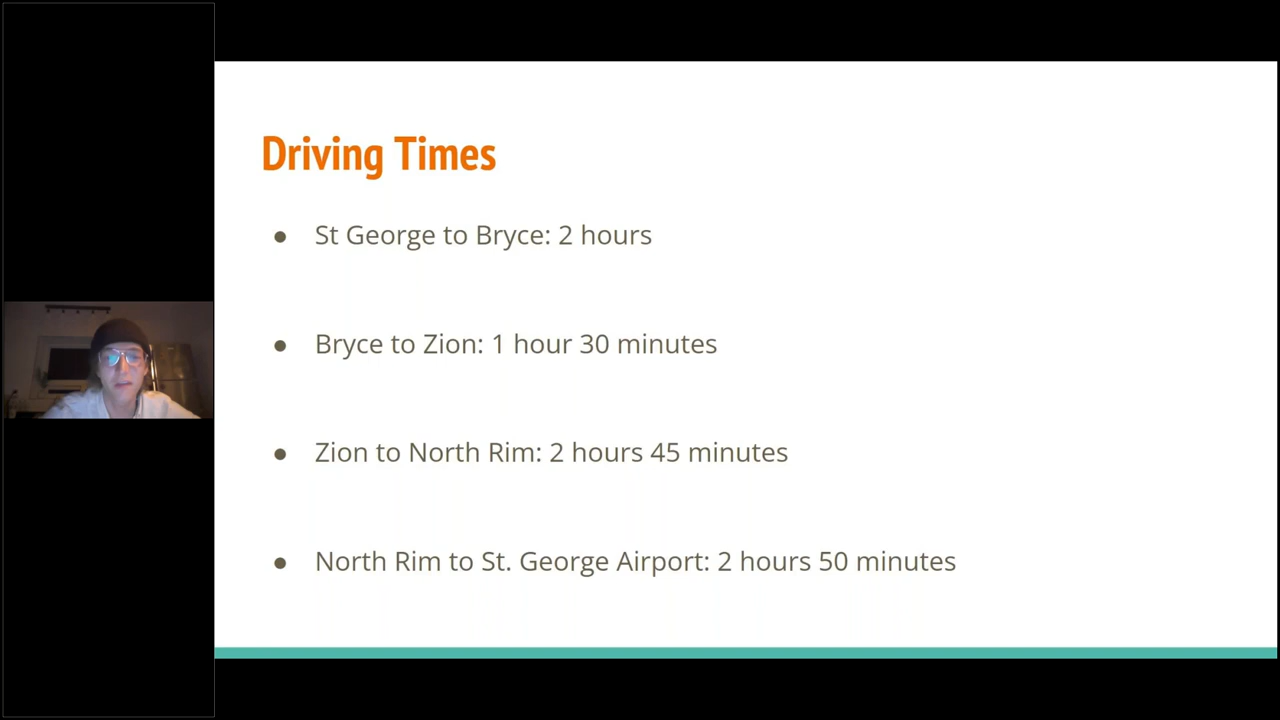 Driving Times
● St George to Bryce: 2 hours
● Bryce to Zion: 1 hour 30 minutes
● Zion to North Rim: 2 hours 45 minutes
● North Rim to St. George Airport: 2 hours 50 minutes